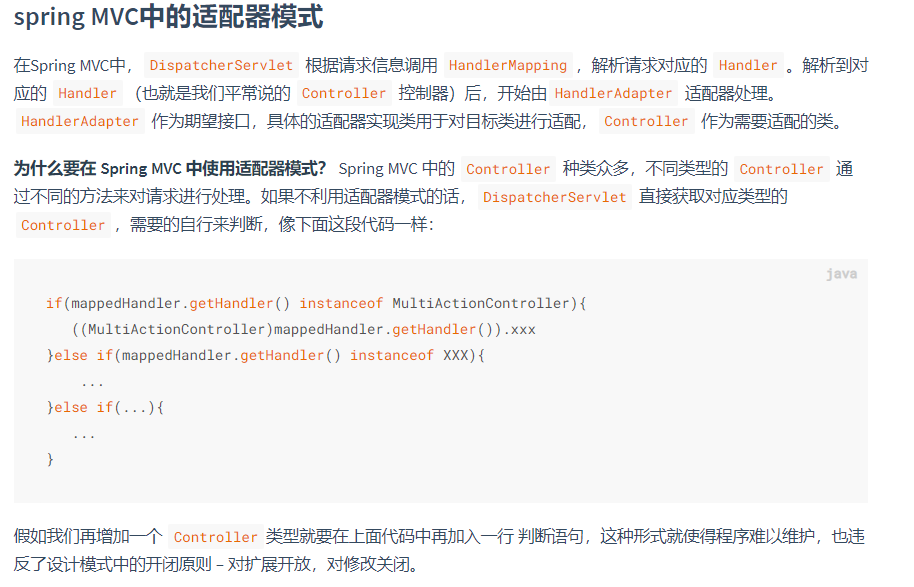 spring MVC中的适配器模式
在Spring MVC中， DispatcherServlet 根据请求信息调用 HandlerMapping ，解析请求对应的 Handler 。解析到对
应的 Handler （也就是我们平常说的 Controller 控制器）后，开始由 HandlerAdapter 适配器处理。
HandlerAdapter 作为期望接口，具体的适配器实现类用于对目标类进行适配， Controller 作为需要适配的类。
为什么要在 Spring MVC 中使用适配器模式？ Spring MVC 中的 Controller 种类众多，不同类型的 Controller 通
过不同的方法来对请求进行处理。如果不利用适配器模式的话， DispatcherServlet 直接获取对应类型的
Controller ，需要的自行来判断，像下面这段代码一样：
java
if(mappedHandler.getHandler() instanceof MultiActionController){
   ((MultiActionController)mappedHandler.getHandler()).xxx
}else if(mappedHandler.getHandler() instanceof XXX){
    ...
}else if(...){
   ...
}
假如我们再增加一个 Controller 类型就要在上面代码中再加入一行 判断语句，这种形式就使得程序难以维护，也违
反了设计模式中的开闭原则 – 对扩展开放，对修改关闭。